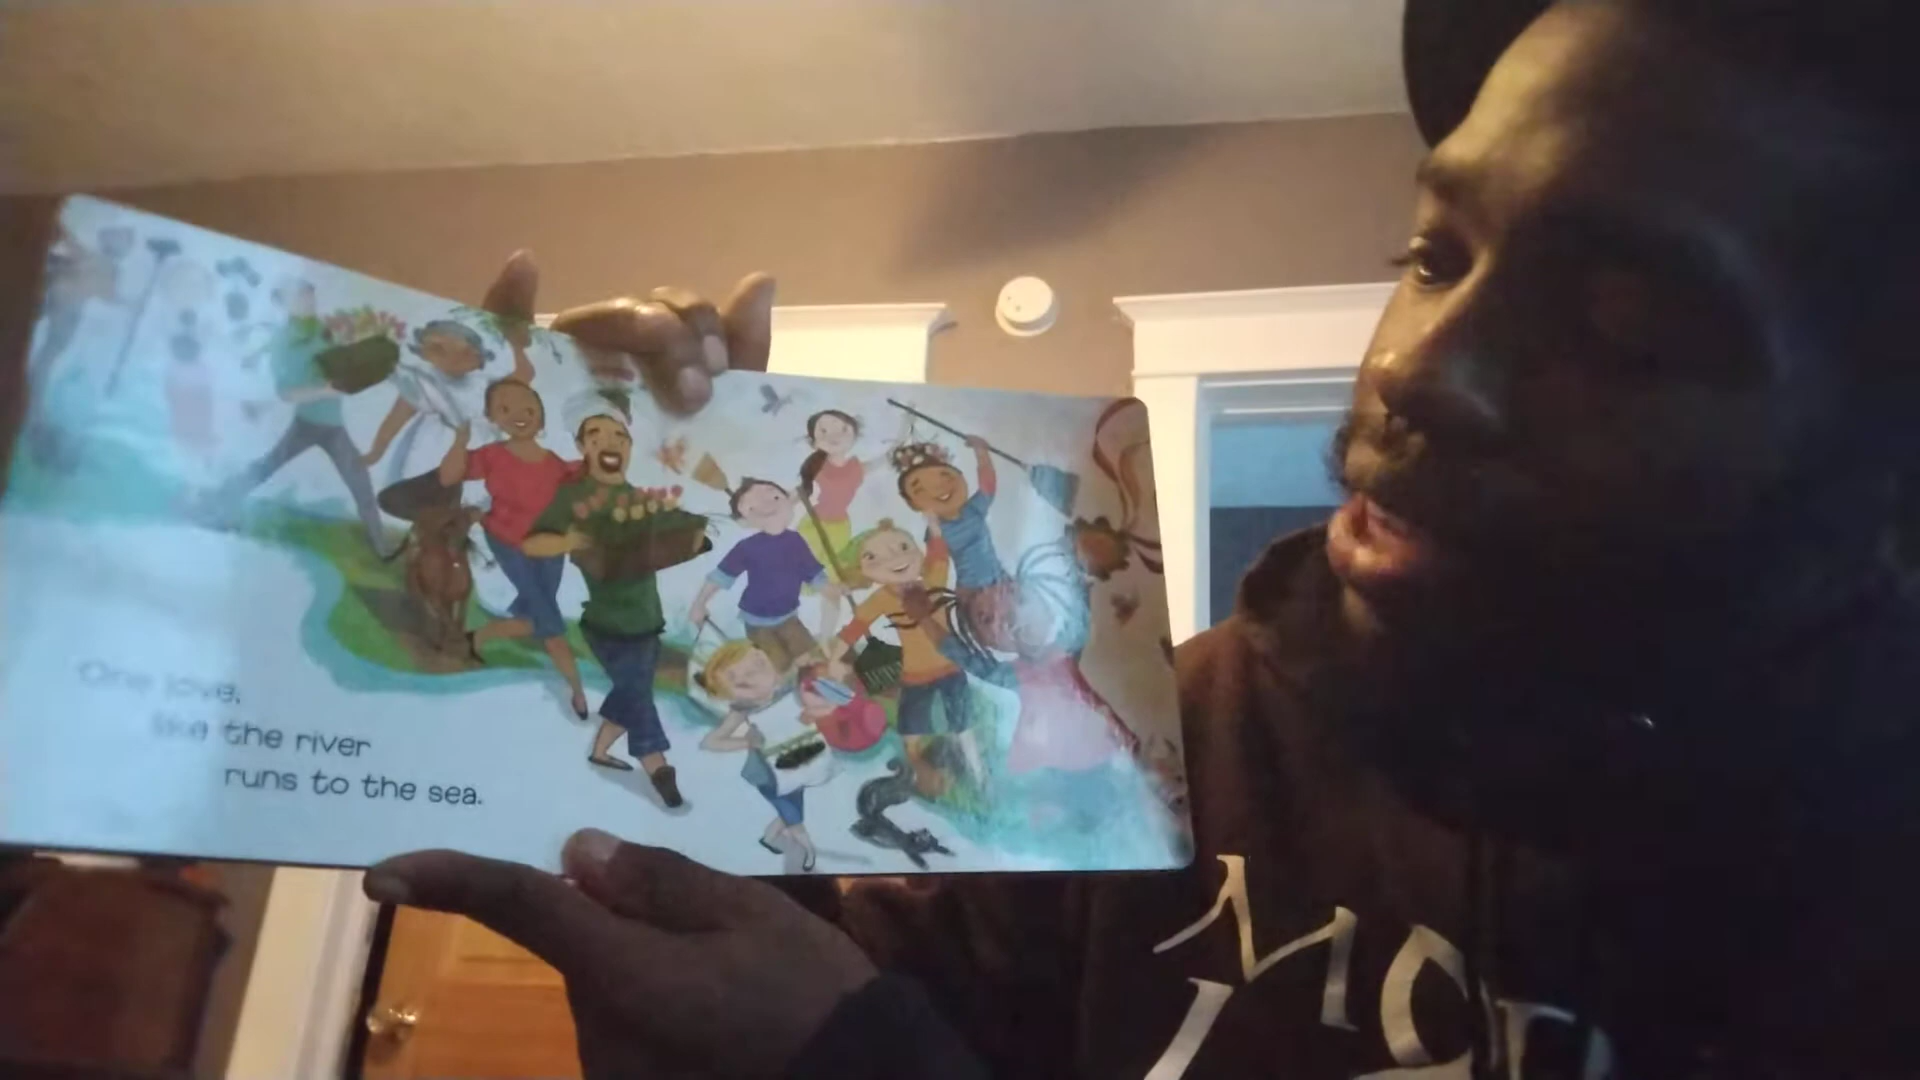 One love,
like the river
runs to the sea.